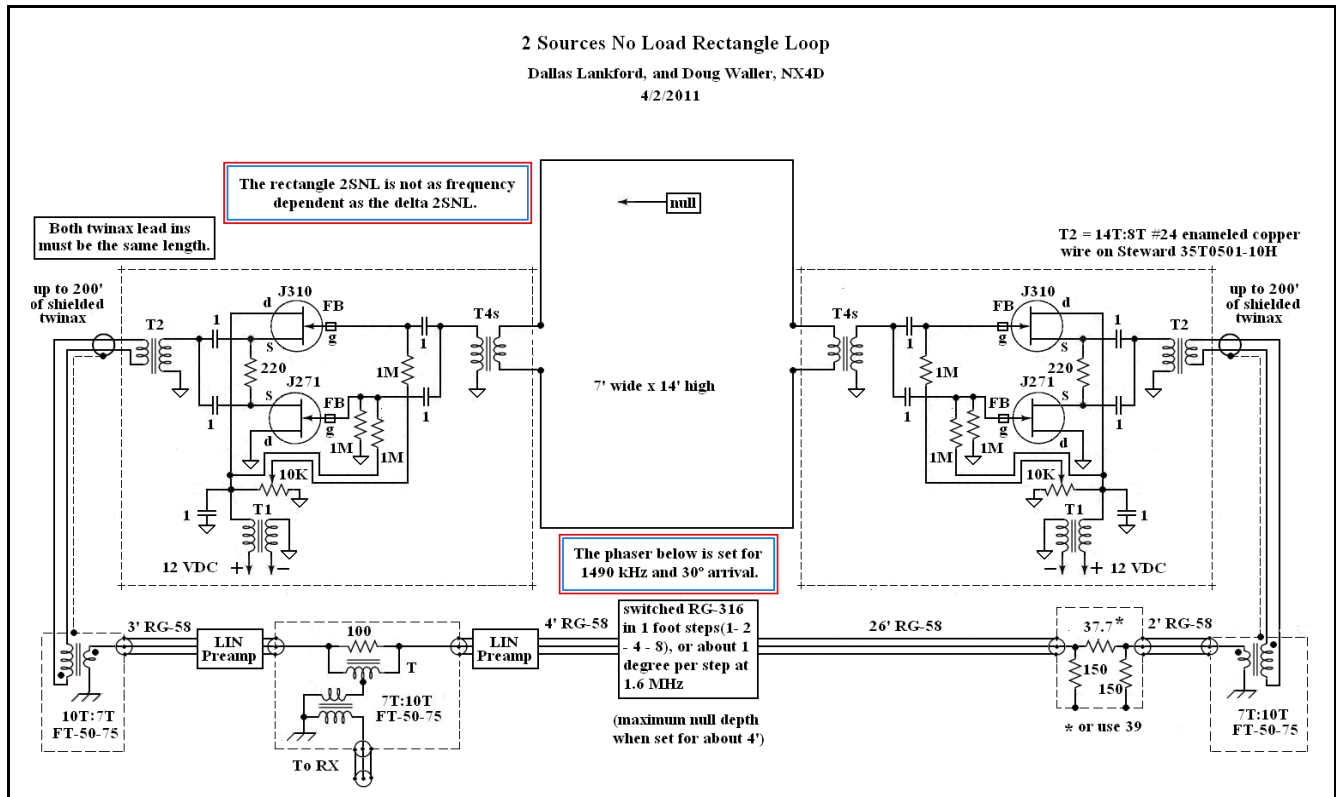 2 Sources No Load Rectangle Loop
Dallas Lankford, and Doug Waller, NX4D
4/2/2011
The rectangle 2SNL is not as frequency
dependent as the delta 2SNL.
null
Both twinax lead ins
must be the same length.
T2 = 14T:8T #24 enameled copper
wire on Steward 35T0501-10H
up to 200'
of shielded
twinax
T2
1
1
d
J310
FB
g
s
220
J271
s
FB
g
d
1M
1M
1M
1
1
T4s
10K
1
T1
12 VDC
+
-
7' wide x 14' high
T4s
1
1
1M
1M
1M
J310
FB
g
d
s
220
J271
FB
g
s
d
1
1
T2
up to 200'
of shielded
twinax
10K
1
T1
-
+
12 VDC
The phaser below is set for
1490 kHz and 30º arrival.
10T:7T
FT-50-75
3' RG-58
LIN
Preamp
100
T
7T:10T
FT-50-75
To RX
LIN
Preamp
4' RG-58
switched RG-316
in 1 foot steps(1- 2
- 4 - 8), or about 1
degree per step at
1.6 MHz
(maximum null depth
when set for about 4')
26' RG-58
37.7*
150
150
* or use 39
2' RG-58
7T:10T
FT-50-75